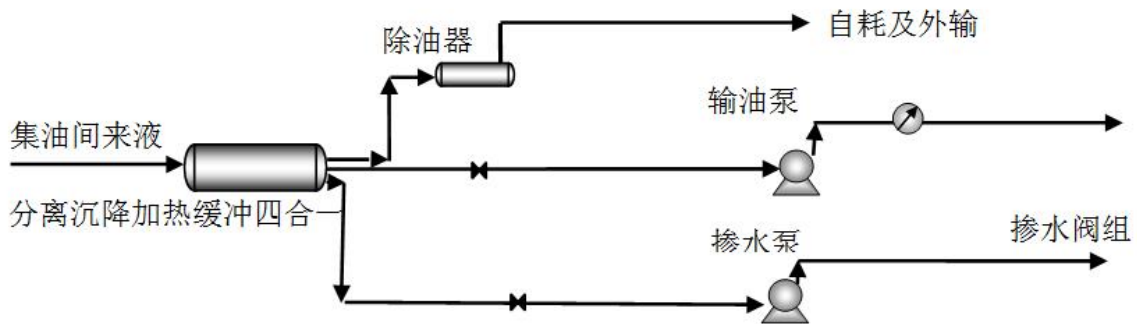 除油器
自耗及外输
输油泵
集油间来液
分离沉降加热缓冲四合一
掺水泵
掺水阀组